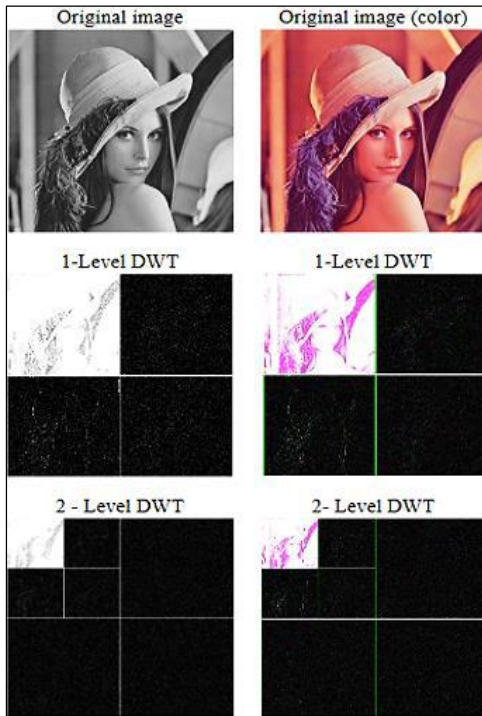 Original image
Original image (color)
1-Level DWT
1-Level DWT
2 - Level DWT
2- Level DWT